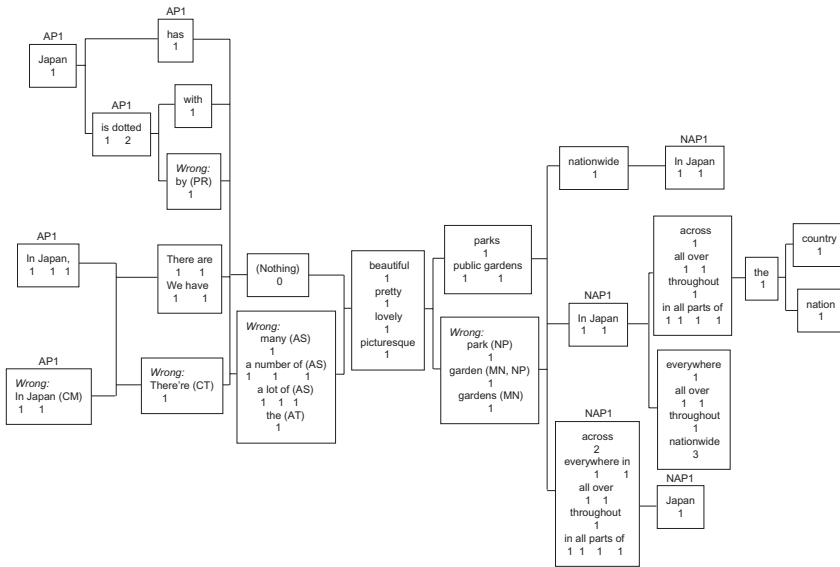 AP1
Japan
1
AP1
has
1
AP1
is dotted
1 2
with
1
Wrong:
by (PR)
1
AP1
In Japan,
1 1 1
There are
1 1
We have
1 1
AP1
Wrong:
In Japan (CM)
1 1
Wrong:
There're (CT)
1
(Nothing)
0
Wrong:
many (AS)
1
a number of (AS)
1 1 1
a lot of (AS)
1 1 1
the (AT)
1
beautiful
1
pretty
1
lovely
1
picturesque
1
parks
1
public gardens
1 1
Wrong:
park (NP)
1
garden (MN, NP)
1
gardens (MN)
1
nationwide
1
NAP1
In Japan
1 1
NAP1
In Japan
1 1
across
1
all over
1 1
throughout
1
in all parts of
1 1 1 1
the
1
country
1
nation
1
everywhere
1
all over
1 1
throughout
1
nationwide
3
NAP1
across
2
everywhere in
1 1
all over
1 1
throughout
1
in all parts of
1 1 1 1
NAP1
Japan
1